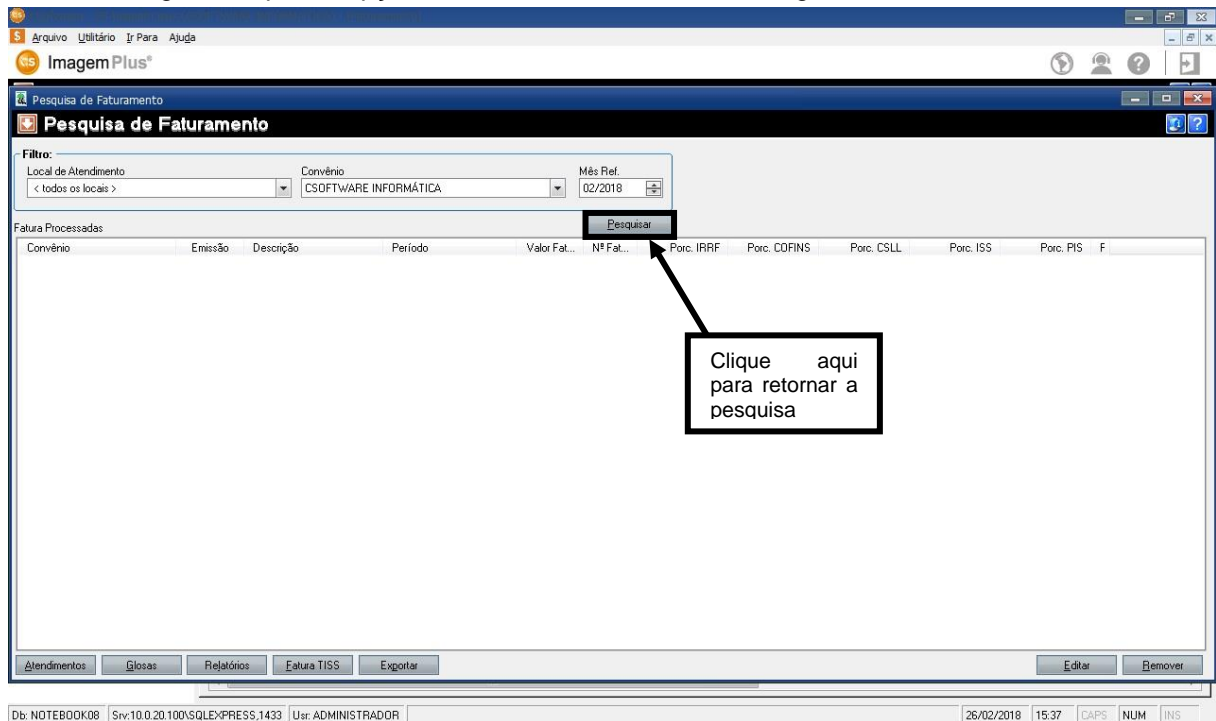 Arquivo Utilitário Ir Para Ajuda
ImagemPlus®
Pesquisa de Faturamento
Pesquisa de Faturamento
Filtro:
Local de Atendimento Convênio Mês Ref.
< todos os locais > CSOFTWARE INFORMÁTICA 02/2018
Fatura Processadas Pesquisar
Convênio Emissão Descrição Período Valor Fat... Nº Fat... Porc. IRRF Porc. COFINS Porc. CSLL Porc. ISS Porc. PIS F
Clique aqui
para retornar a
pesquisa
Atendimentos Glosas Relatórios Fatura TISS Exportar Editar Remover
Db: NOTEBOOK08 Srv:10.0.20.100\SQLEXPRESS,1433 Usr: ADMINISTRADOR 26/02/2018 15:37 CAPS NUM INS